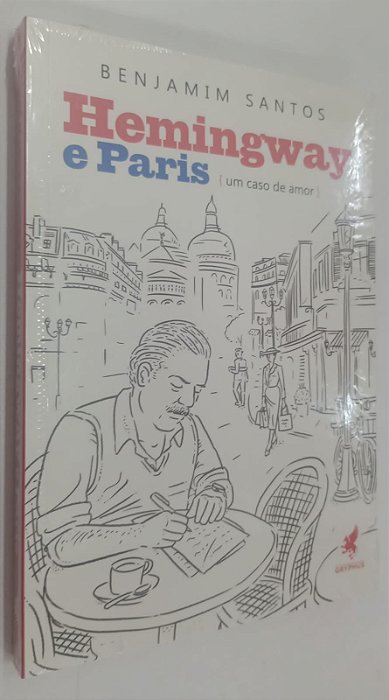 BENJAMIM SANTOS
Hemingway
e Paris { um caso de amor }
GRYPHUS